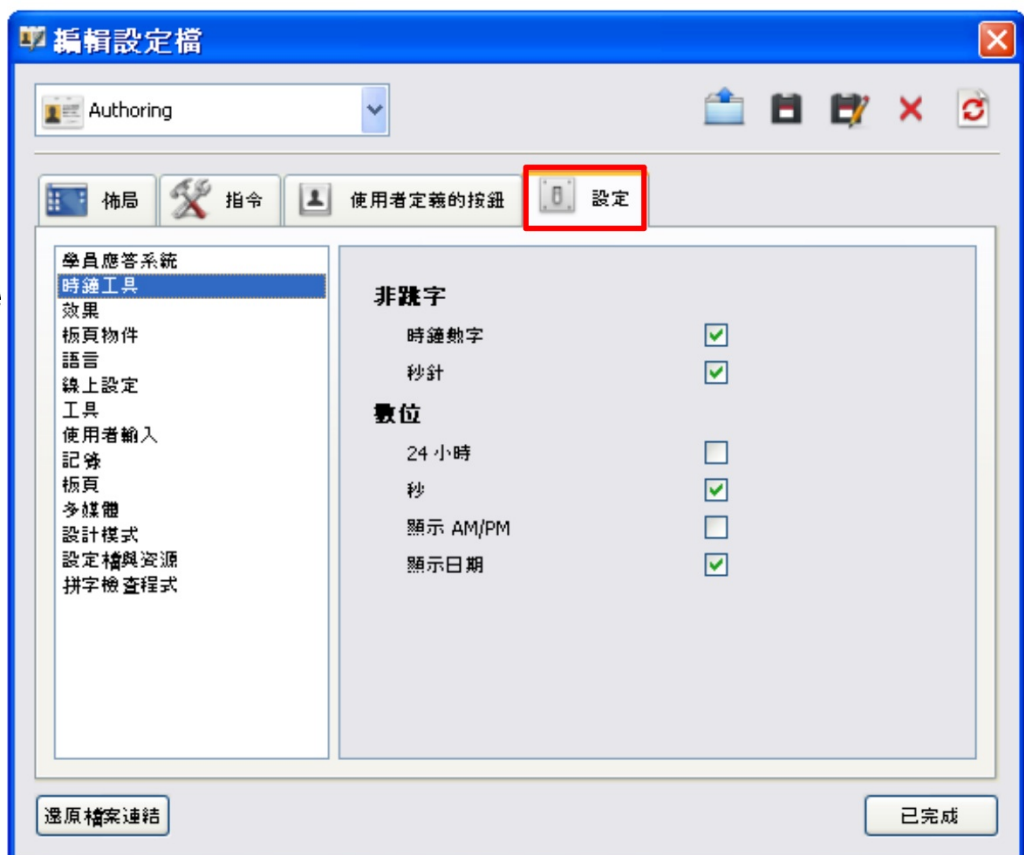 編輯設定檔
Authoring
佈局 指令 使用者定義的按鈕 設定
學員應答系統
時鐘工具
效果
板頁物件
語言
線上設定
工具
使用者輸入
記錄
板頁
多媒體
設計模式
設定檔與資源
拼字檢查程式
非跳字
時鐘數字
秒針
數位
24 小時
秒
顯示 AM/PM
顯示日期
還原檔案連結
已完成